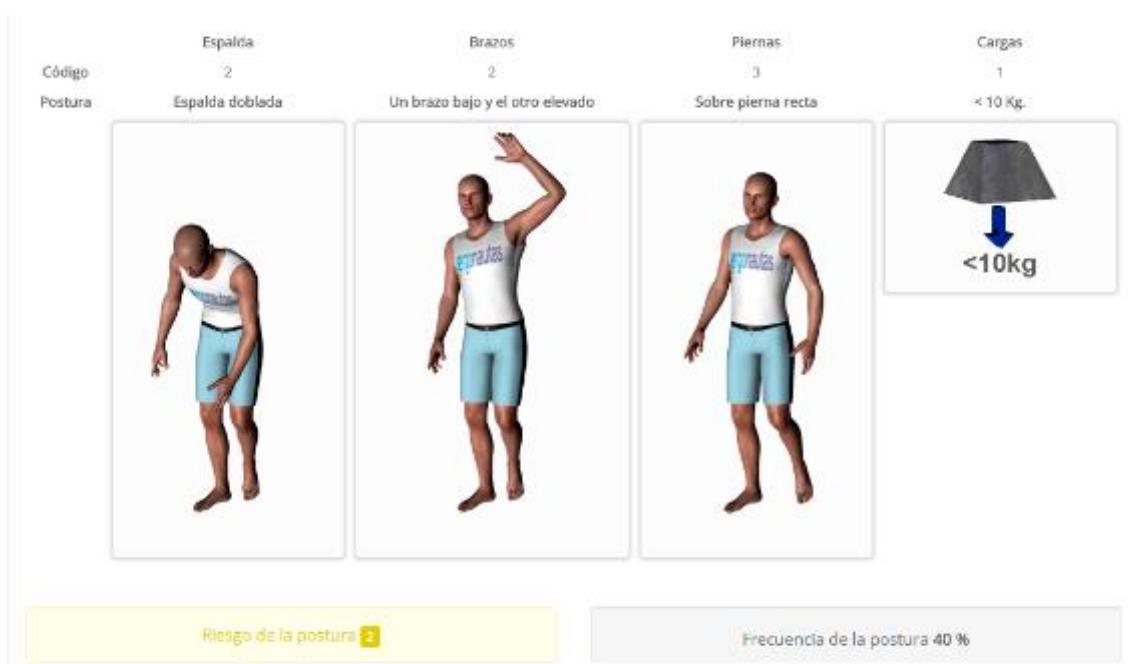 Espalda Brazos Piernas Cargas
Código 2 2 3 1
Postura Espalda doblada Un brazo bajo y el otro elevado Sobre pierna recta < 10 Kg.
ergonautas ergonautas
<10kg
Riesgo de la postura 2
Frecuencia de la postura 40 %